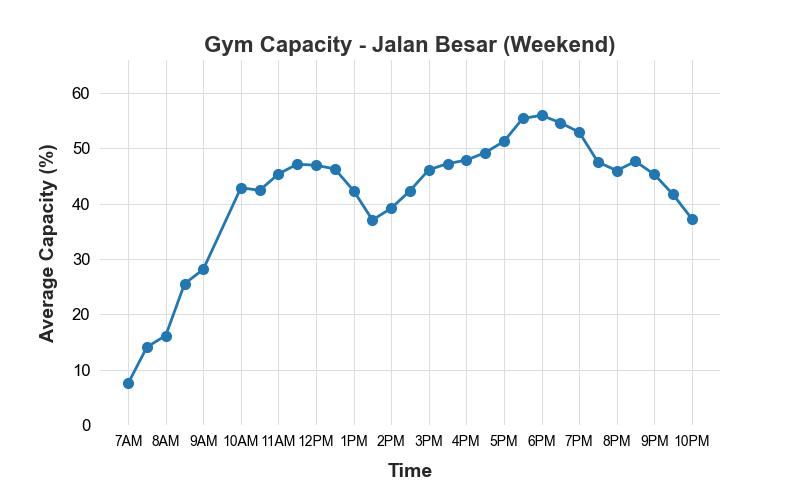 Gym Capacity - Jalan Besar (Weekend)
Average Capacity (%)
60
50
40
30
20
10
0
7AM 8AM 9AM 10AM 11AM 12PM 1PM 2PM 3PM 4PM 5PM 6PM 7PM 8PM 9PM 10PM
Time